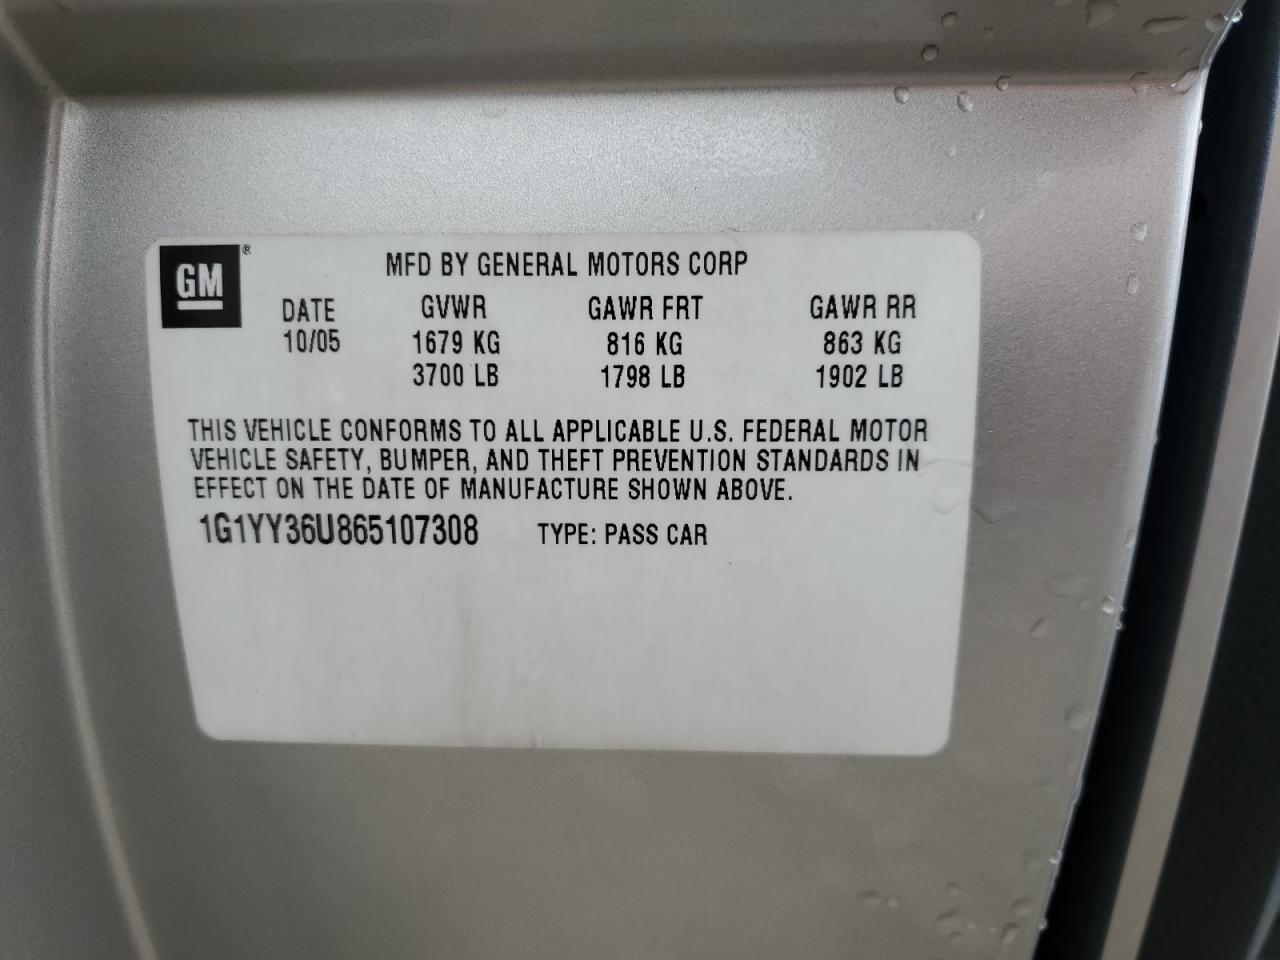 GM ®
MFD BY GENERAL MOTORS CORP
DATE GVWR GAWR FRT GAWR RR
10/05 1679 KG 816 KG 863 KG
3700 LB 1798 LB 1902 LB
THIS VEHICLE CONFORMS TO ALL APPLICABLE U.S. FEDERAL MOTOR
VEHICLE SAFETY, BUMPER, AND THEFT PREVENTION STANDARDS IN
EFFECT ON THE DATE OF MANUFACTURE SHOWN ABOVE.
1G1YY36U865107308 TYPE: PASS CAR